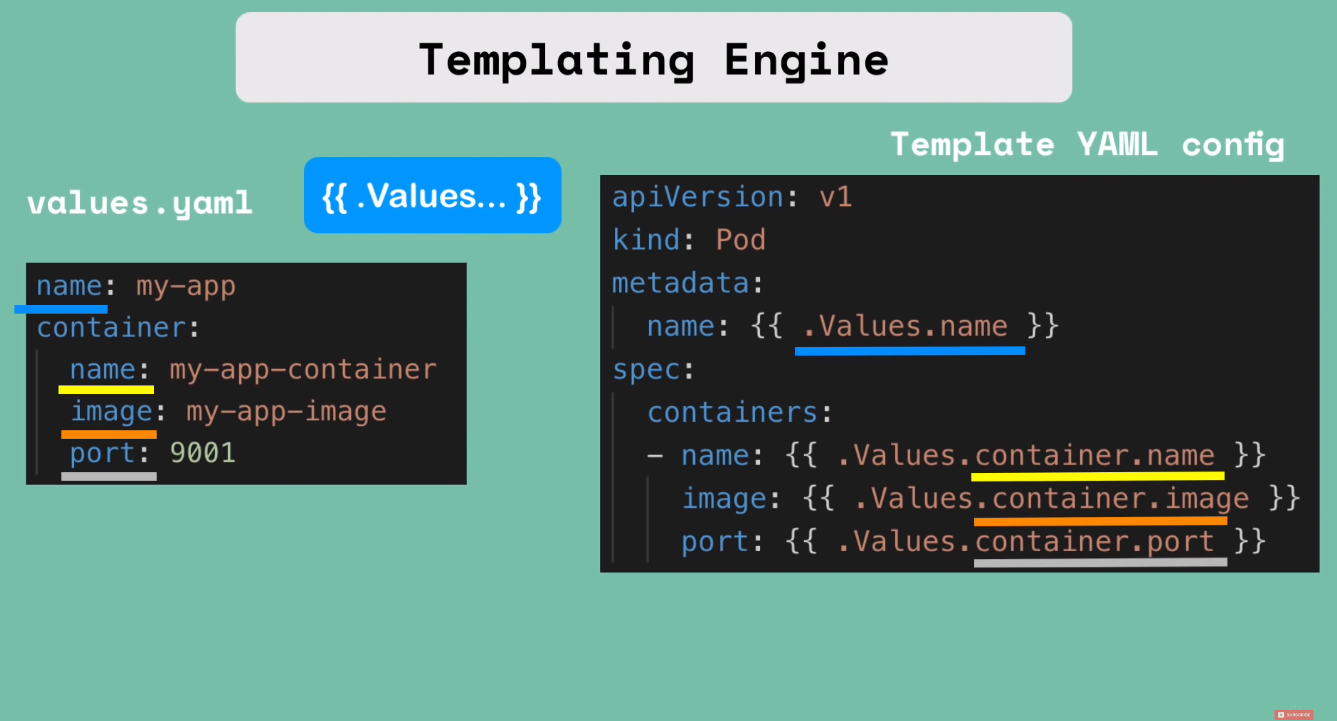 Templating Engine
values.yaml
{{ .Values... }}
name: my-app
container:
name: my-app-container
image: my-app-image
port: 9001
Template YAML config
apiVersion: v1
kind: Pod
metadata:
name: {{ .Values.name }}
spec:
containers:
- name: {{ .Values.container.name }}
image: {{ .Values.container.image }}
port: {{ .Values.container.port }}
SUBSCRIBE